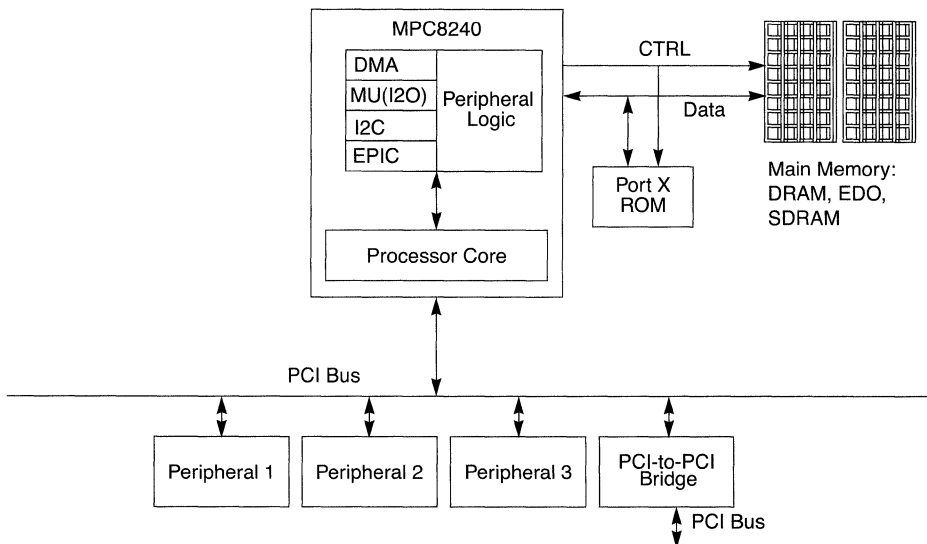 MPC8240
DMA
MU(I2O)
I2C
EPIC
Peripheral
Logic
Processor Core
CTRL
Data
Port X
ROM
Main Memory:
DRAM, EDO,
SDRAM
PCI Bus
Peripheral 1
Peripheral 2
Peripheral 3
PCI-to-PCI
Bridge
PCI Bus